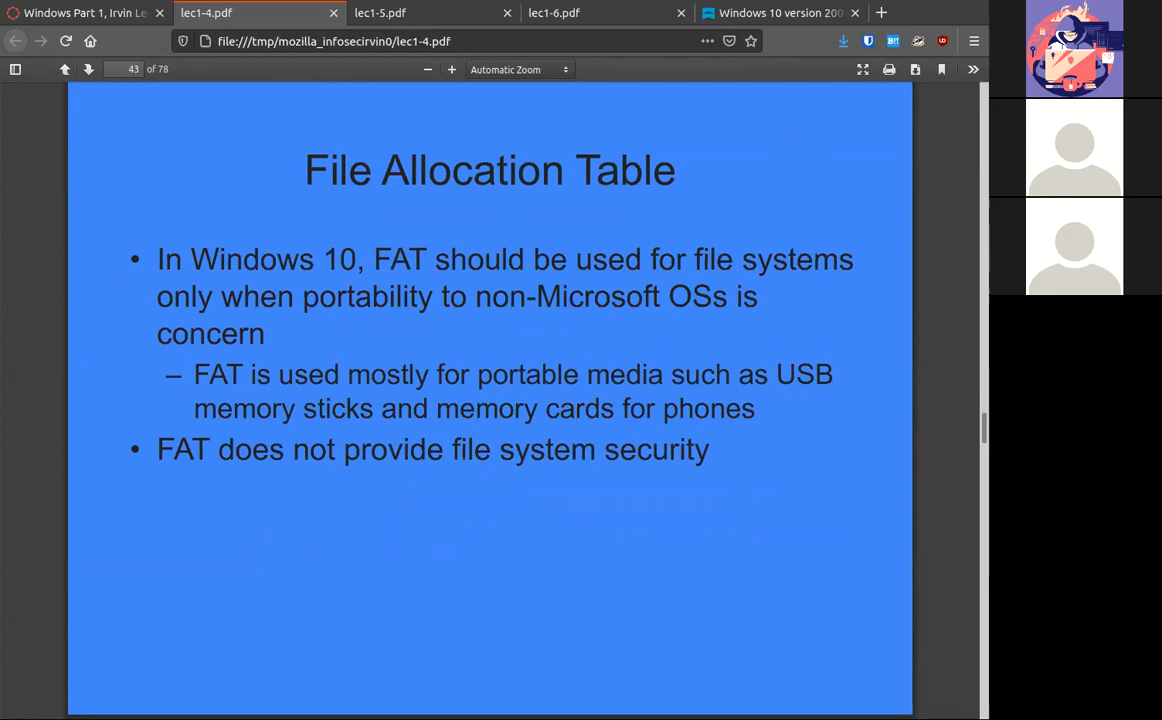 Windows Part 1, Irvin Le
lec1-4.pdf
lec1-5.pdf
lec1-6.pdf
Windows 10 version 200
file:///tmp/mozilla_infosecirvin0/lec1-4.pdf
43 of 78
Automatic Zoom
File Allocation Table
• In Windows 10, FAT should be used for file systems
only when portability to non-Microsoft OSs is
concern
– FAT is used mostly for portable media such as USB
memory sticks and memory cards for phones
• FAT does not provide file system security